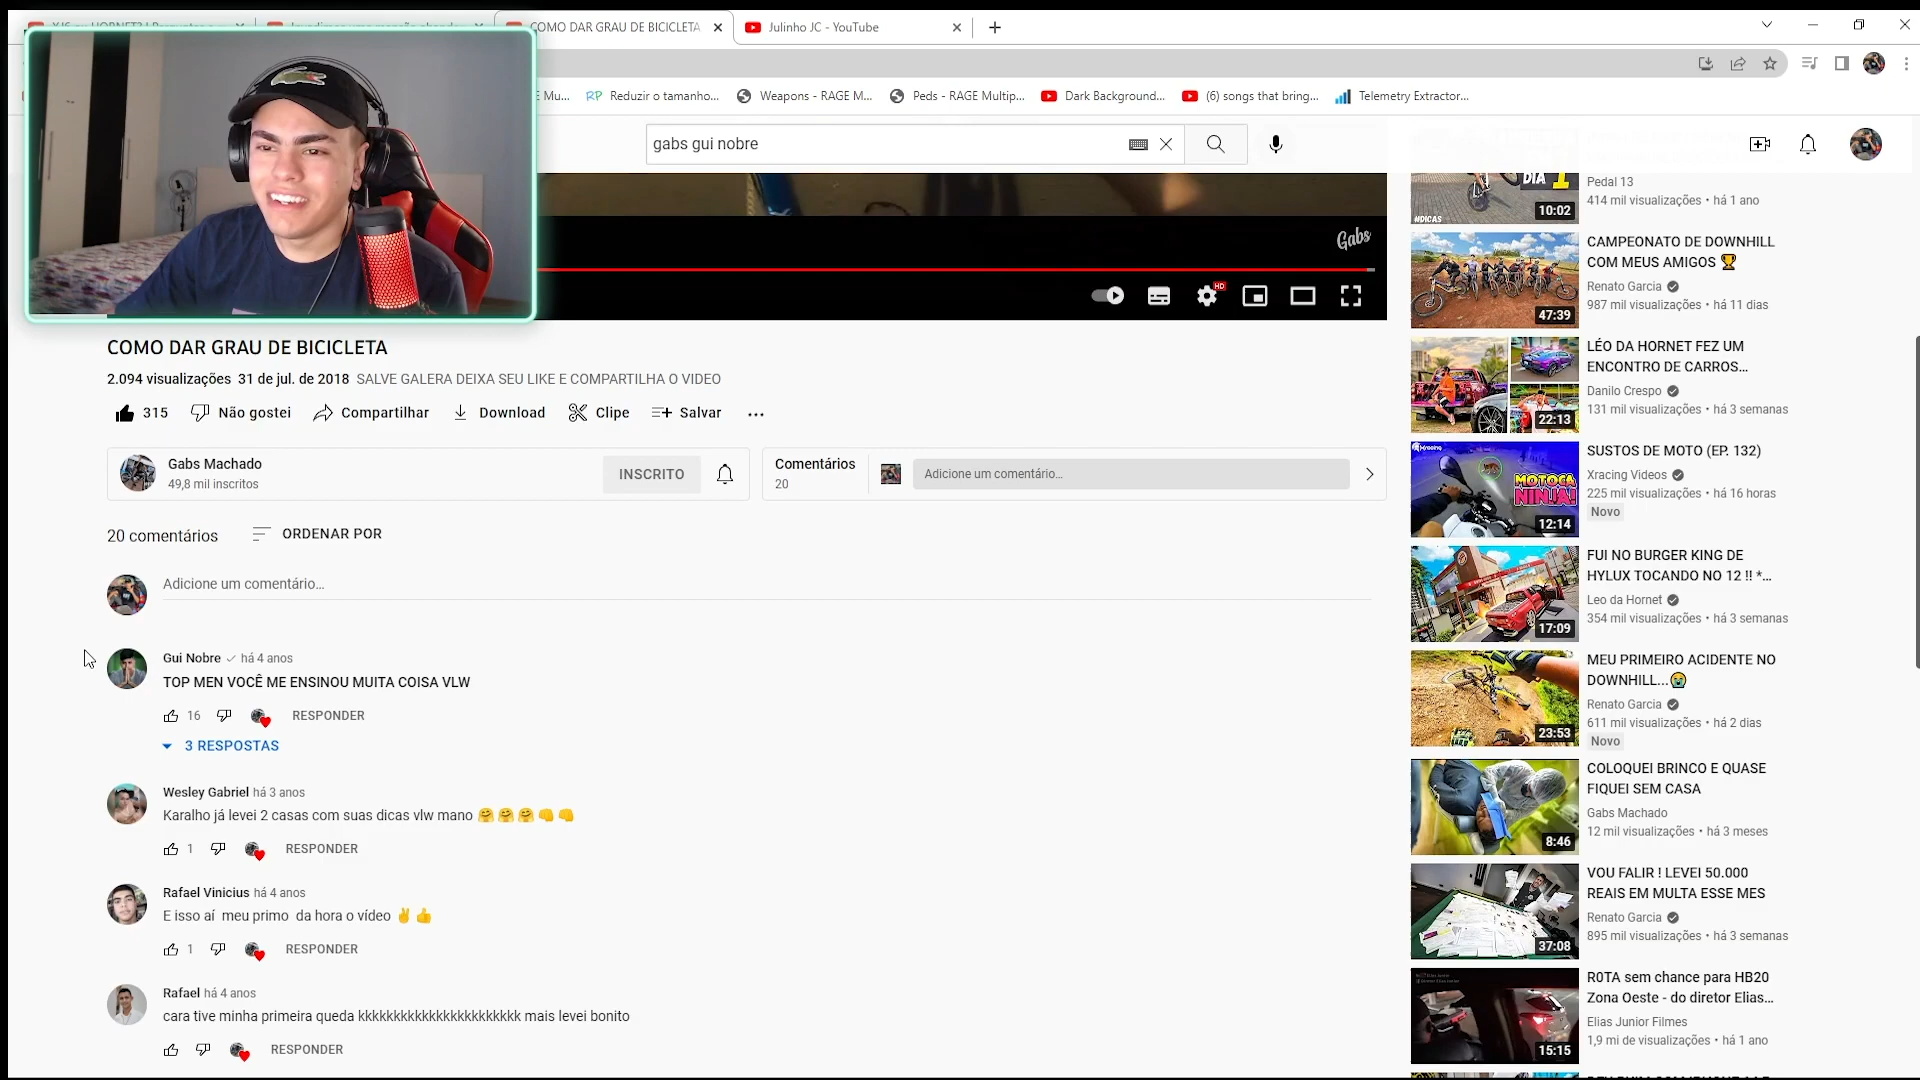 COMO DAR GRAU DE BICICLETA
Julinho JC - YouTube
E Mu...
RP Reduzir o tamanho...
Weapons - RAGE M...
Peds - RAGE Multip...
Dark Background...
(6) songs that bring...
Telemetry Extractor...
gabs gui nobre
Gabs
HD
COMO DAR GRAU DE BICICLETA
2.094 visualizações 31 de jul. de 2018 SALVE GALERA DEIXA SEU LIKE E COMPARTILHA O VIDEO
315
Não gostei
Compartilhar
Download
Clipe
Salvar
Gabs Machado
49,8 mil inscritos
INSCRITO
Comentários
20
Adicione um comentário...
20 comentários
ORDENAR POR
Adicione um comentário...
Gui Nobre há 4 anos
TOP MEN VOCÊ ME ENSINOU MUITA COISA VLW
16
RESPONDER
3 RESPOSTAS
Wesley Gabriel há 3 anos
Karalho já levei 2 casas com suas dicas vlw mano 🤗🤗🤗👊👊
1
RESPONDER
Rafael Vinicius há 4 anos
E isso aí meu primo da hora o vídeo ✌👍
1
RESPONDER
Rafael há 4 anos
cara tive minha primeira queda kkkkkkkkkkkkkkkkkkkkkkk mais levei bonito
RESPONDER
DIA 1
#DICAS
10:02
Pedal 13
414 mil visualizações • há 1 ano
47:39
CAMPEONATO DE DOWNHILL
COM MEUS AMIGOS 🏆
Renato Garcia
987 mil visualizações • há 11 dias
22:13
LÉO DA HORNET FEZ UM
ENCONTRO DE CARROS...
Danilo Crespo
131 mil visualizações • há 3 semanas
Xracing
MOTOCA
NINJA!
12:14
SUSTOS DE MOTO (EP. 132)
Xracing Videos
225 mil visualizações • há 16 horas
Novo
17:09
FUI NO BURGER KING DE
HYLUX TOCANDO NO 12 !! *...
Leo da Hornet
354 mil visualizações • há 3 semanas
23:53
MEU PRIMEIRO ACIDENTE NO
DOWNHILL...😭
Renato Garcia
611 mil visualizações • há 2 dias
Novo
8:46
COLOQUEI BRINCO E QUASE
FIQUEI SEM CASA
Gabs Machado
12 mil visualizações • há 3 meses
37:08
VOU FALIR ! LEVEI 50.000
REAIS EM MULTA ESSE MES
Renato Garcia
895 mil visualizações • há 3 semanas
15:15
R0TA sem chance para HB20
Zona Oeste - do diretor Elias...
Elias Junior Filmes
1,9 mi de visualizações • há 1 ano